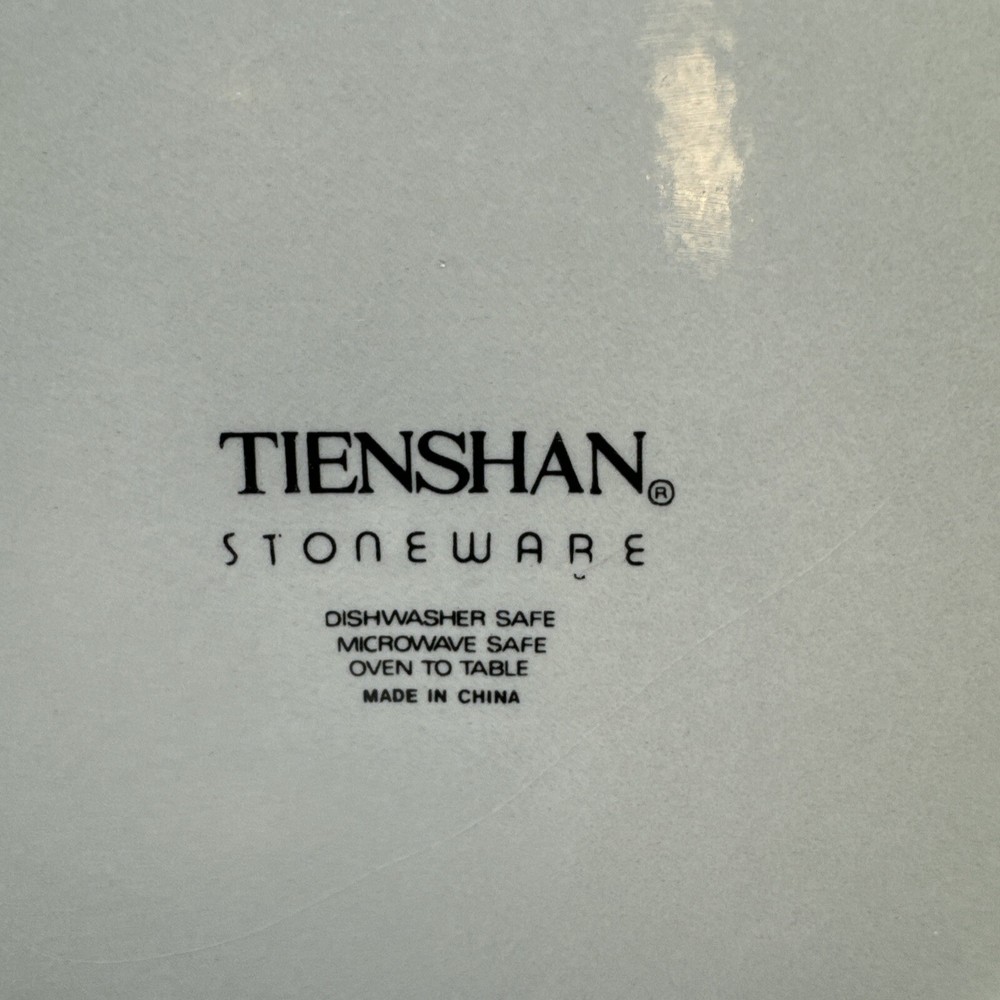 TIENSHAN®
STONEWARE
DISHWASHER SAFE
MICROWAVE SAFE
OVEN TO TABLE
MADE IN CHINA